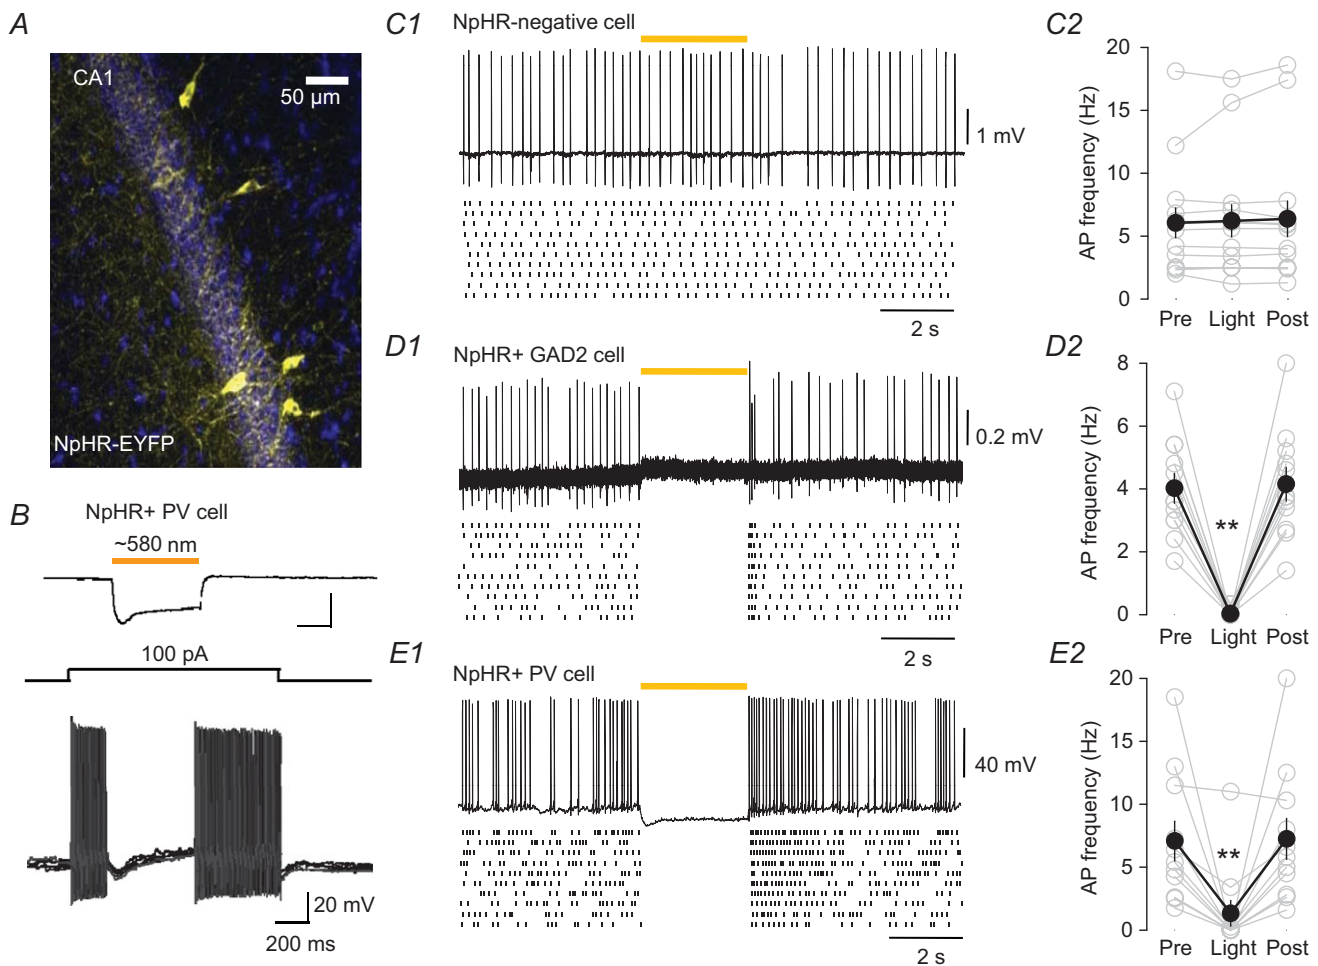 A
CA1
50 µm
NpHR-EYFP
B
NpHR+ PV cell
~580 nm
100 pA
20 mV
200 ms
C1
NpHR-negative cell
1 mV
2 s
C2
20
15
10
5
0
AP frequency (Hz)
Pre Light Post
D1
NpHR+ GAD2 cell
0.2 mV
2 s
D2
8
6
4
2
0
AP frequency (Hz)
**
Pre Light Post
E1
NpHR+ PV cell
40 mV
2 s
E2
20
15
10
5
0
AP frequency (Hz)
**
Pre Light Post